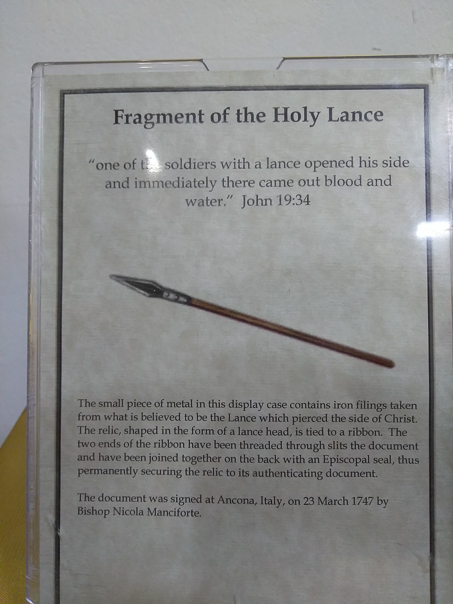 Fragment of the Holy Lance
“one of the soldiers with a lance opened his side
and immediately there came out blood and
water.” John 19:34
The small piece of metal in this display case contains iron filings taken
from what is believed to be the Lance which pierced the side of Christ.
The relic, shaped in the form of a lance head, is tied to a ribbon. The
two ends of the ribbon have been threaded through slits the document
and have been joined together on the back with an Episcopal seal, thus
permanently securing the relic to its authenticating document.
The document was signed at Ancona, Italy, on 23 March 1747 by
Bishop Nicola Manciforte.